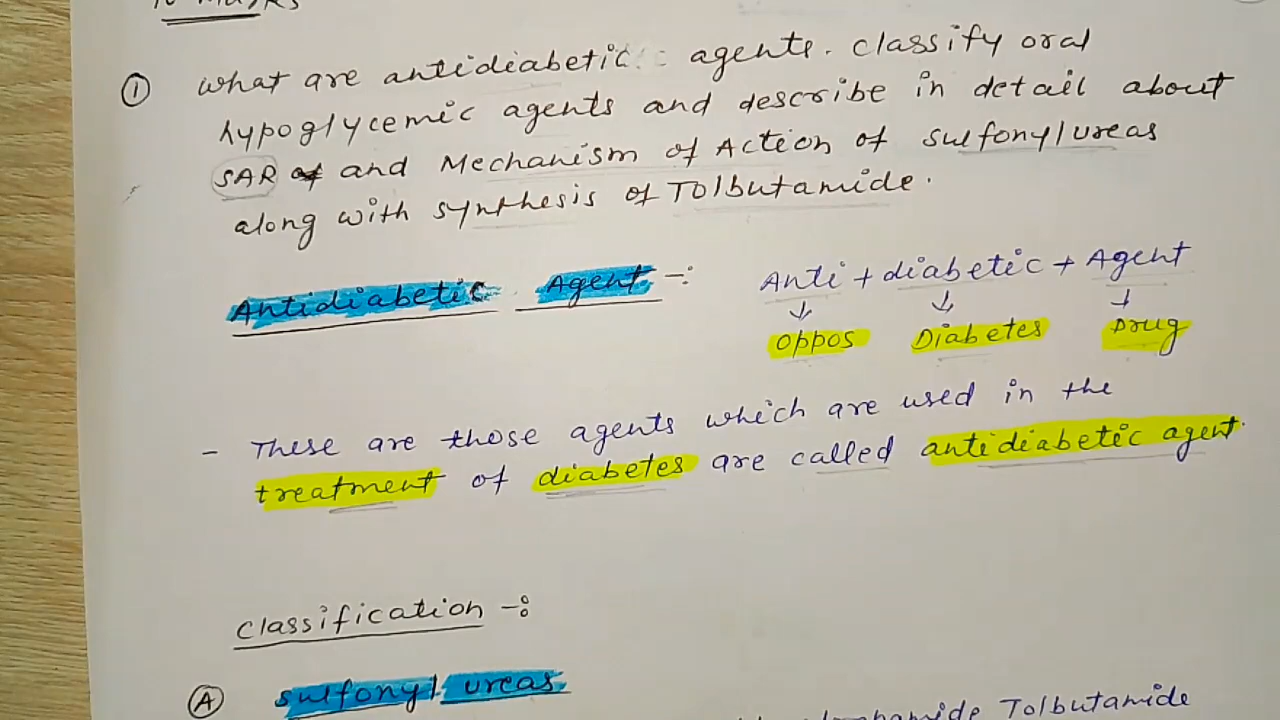 10 Marks
① What are antidiabetic agents. classify oral
hypoglycemic agents and describe in detail about
SAR of and Mechanism of Action of sulfonylureas
along with synthesis of Tolbutamide.
Antidiabetic Agent -: Anti + diabetic + Agent
↓ ↓ ↓
oppos Diabetes Drug
- These are those agents which are used in the
treatment of diabetes are called antidiabetic agent.
classification -:
Ⓐ sulfonyl ureas
Tolbutamide